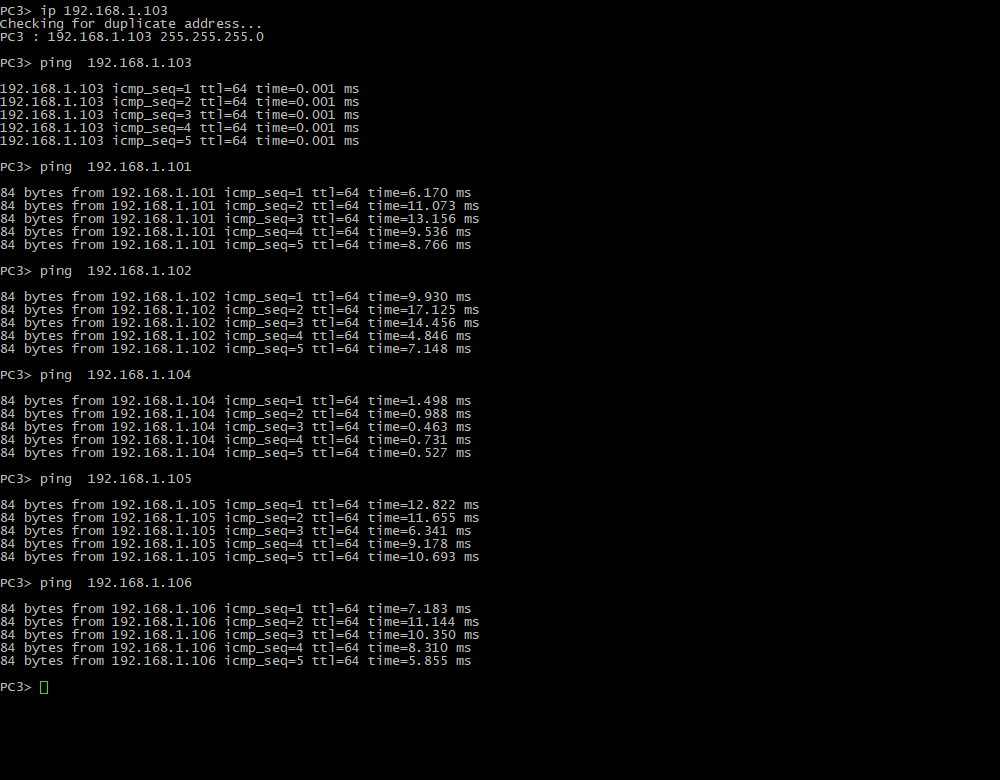 PC3> ip 192.168.1.103
Checking for duplicate address...
PC3 : 192.168.1.103 255.255.255.0
PC3> ping  192.168.1.103
192.168.1.103 icmp_seq=1 ttl=64 time=0.001 ms
192.168.1.103 icmp_seq=2 ttl=64 time=0.001 ms
192.168.1.103 icmp_seq=3 ttl=64 time=0.001 ms
192.168.1.103 icmp_seq=4 ttl=64 time=0.001 ms
192.168.1.103 icmp_seq=5 ttl=64 time=0.001 ms
PC3> ping  192.168.1.101
84 bytes from 192.168.1.101 icmp_seq=1 ttl=64 time=6.170 ms
84 bytes from 192.168.1.101 icmp_seq=2 ttl=64 time=11.073 ms
84 bytes from 192.168.1.101 icmp_seq=3 ttl=64 time=13.156 ms
84 bytes from 192.168.1.101 icmp_seq=4 ttl=64 time=9.536 ms
84 bytes from 192.168.1.101 icmp_seq=5 ttl=64 time=8.766 ms
PC3> ping  192.168.1.102
84 bytes from 192.168.1.102 icmp_seq=1 ttl=64 time=9.930 ms
84 bytes from 192.168.1.102 icmp_seq=2 ttl=64 time=17.125 ms
84 bytes from 192.168.1.102 icmp_seq=3 ttl=64 time=14.456 ms
84 bytes from 192.168.1.102 icmp_seq=4 ttl=64 time=4.846 ms
84 bytes from 192.168.1.102 icmp_seq=5 ttl=64 time=7.148 ms
PC3> ping  192.168.1.104
84 bytes from 192.168.1.104 icmp_seq=1 ttl=64 time=1.498 ms
84 bytes from 192.168.1.104 icmp_seq=2 ttl=64 time=0.988 ms
84 bytes from 192.168.1.104 icmp_seq=3 ttl=64 time=0.463 ms
84 bytes from 192.168.1.104 icmp_seq=4 ttl=64 time=0.731 ms
84 bytes from 192.168.1.104 icmp_seq=5 ttl=64 time=0.527 ms
PC3> ping  192.168.1.105
84 bytes from 192.168.1.105 icmp_seq=1 ttl=64 time=12.822 ms
84 bytes from 192.168.1.105 icmp_seq=2 ttl=64 time=11.655 ms
84 bytes from 192.168.1.105 icmp_seq=3 ttl=64 time=6.341 ms
84 bytes from 192.168.1.105 icmp_seq=4 ttl=64 time=9.178 ms
84 bytes from 192.168.1.105 icmp_seq=5 ttl=64 time=10.693 ms
PC3> ping  192.168.1.106
84 bytes from 192.168.1.106 icmp_seq=1 ttl=64 time=7.183 ms
84 bytes from 192.168.1.106 icmp_seq=2 ttl=64 time=11.144 ms
84 bytes from 192.168.1.106 icmp_seq=3 ttl=64 time=10.350 ms
84 bytes from 192.168.1.106 icmp_seq=4 ttl=64 time=8.310 ms
84 bytes from 192.168.1.106 icmp_seq=5 ttl=64 time=5.855 ms
PC3>